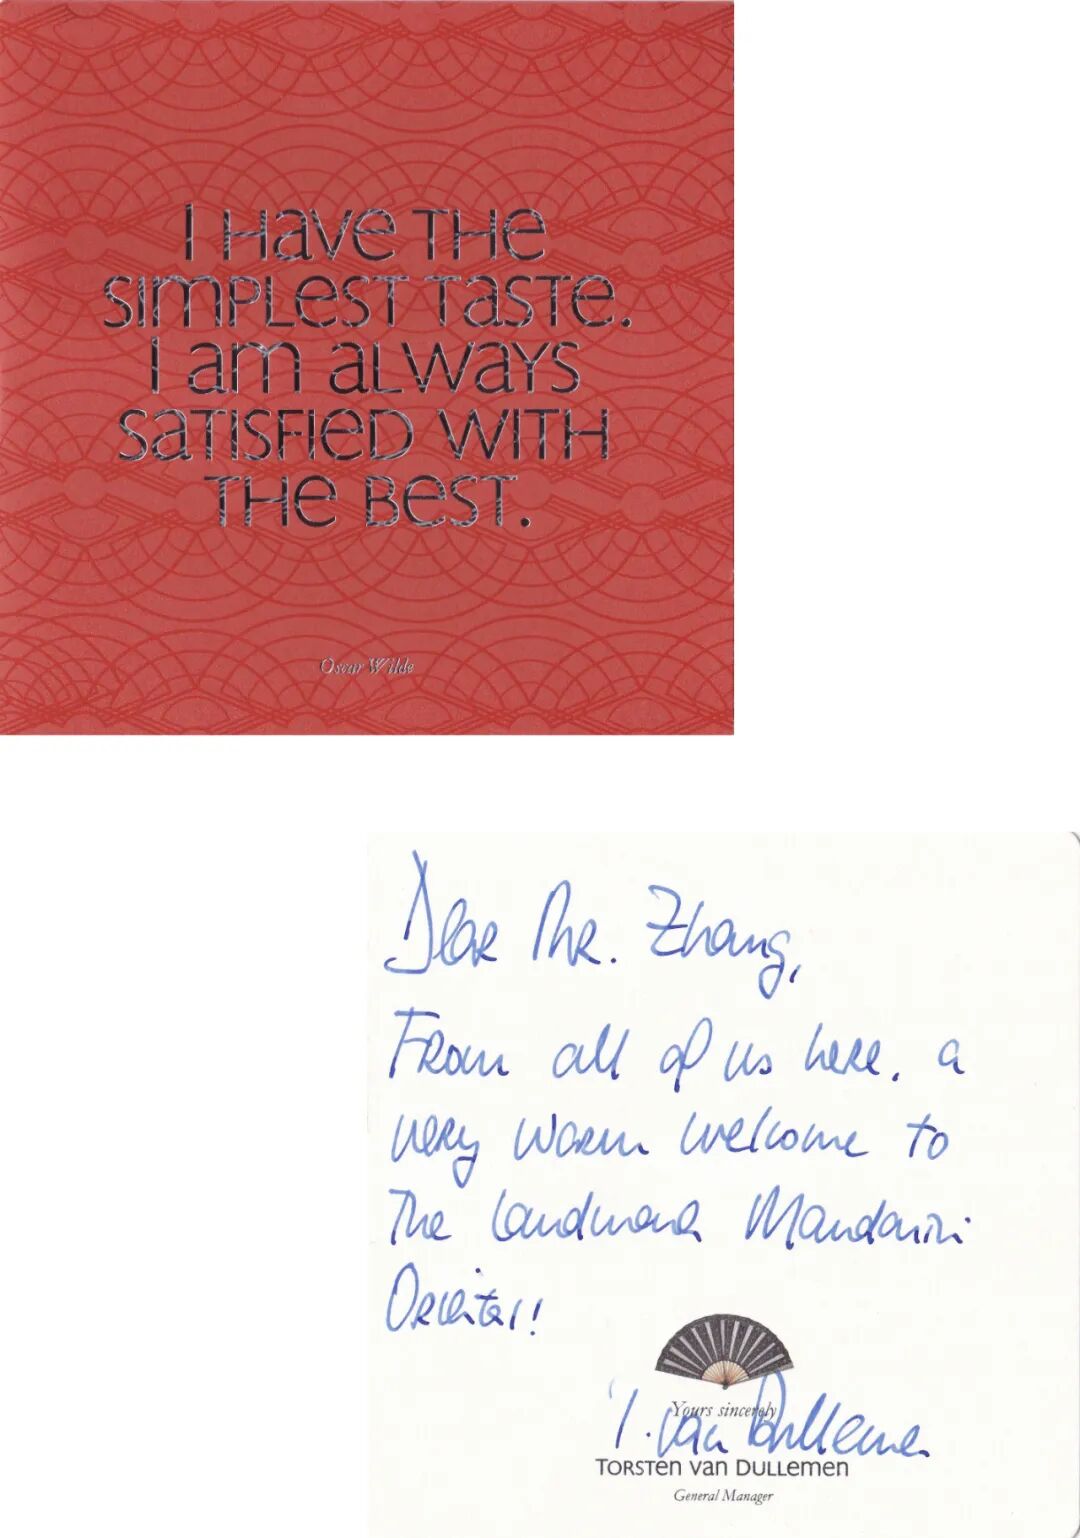 I Have THe
SIMPLeST TaSTe.
I am aLWaYS
SaTISFIeD WITH
THe BeST.
Oscar Wilde
Dear Mr. Zhang,
From all of us here, a
very warm welcome to
The Landmark Mandarin
Oriental!
Yours sincerely
T. van Dullemen
TORSTen van DULLemen
General Manager